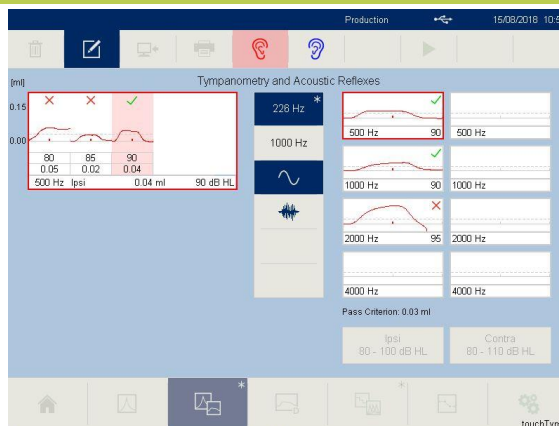 Production 15/08/2018 10:5
Tympanometry and Acoustic Reflexes
[ml]
0.15
0.00
80 85 90
0.05 0.02 0.04
500 Hz Ipsi 0.04 ml 90 dB HL
226 Hz *
1000 Hz
500 Hz 90 500 Hz
1000 Hz 90 1000 Hz
2000 Hz 95 2000 Hz
4000 Hz 4000 Hz
Pass Criterion: 0.03 ml
Ipsi
80 - 100 dB HL
Contra
80 - 110 dB HL
* *
touchTym